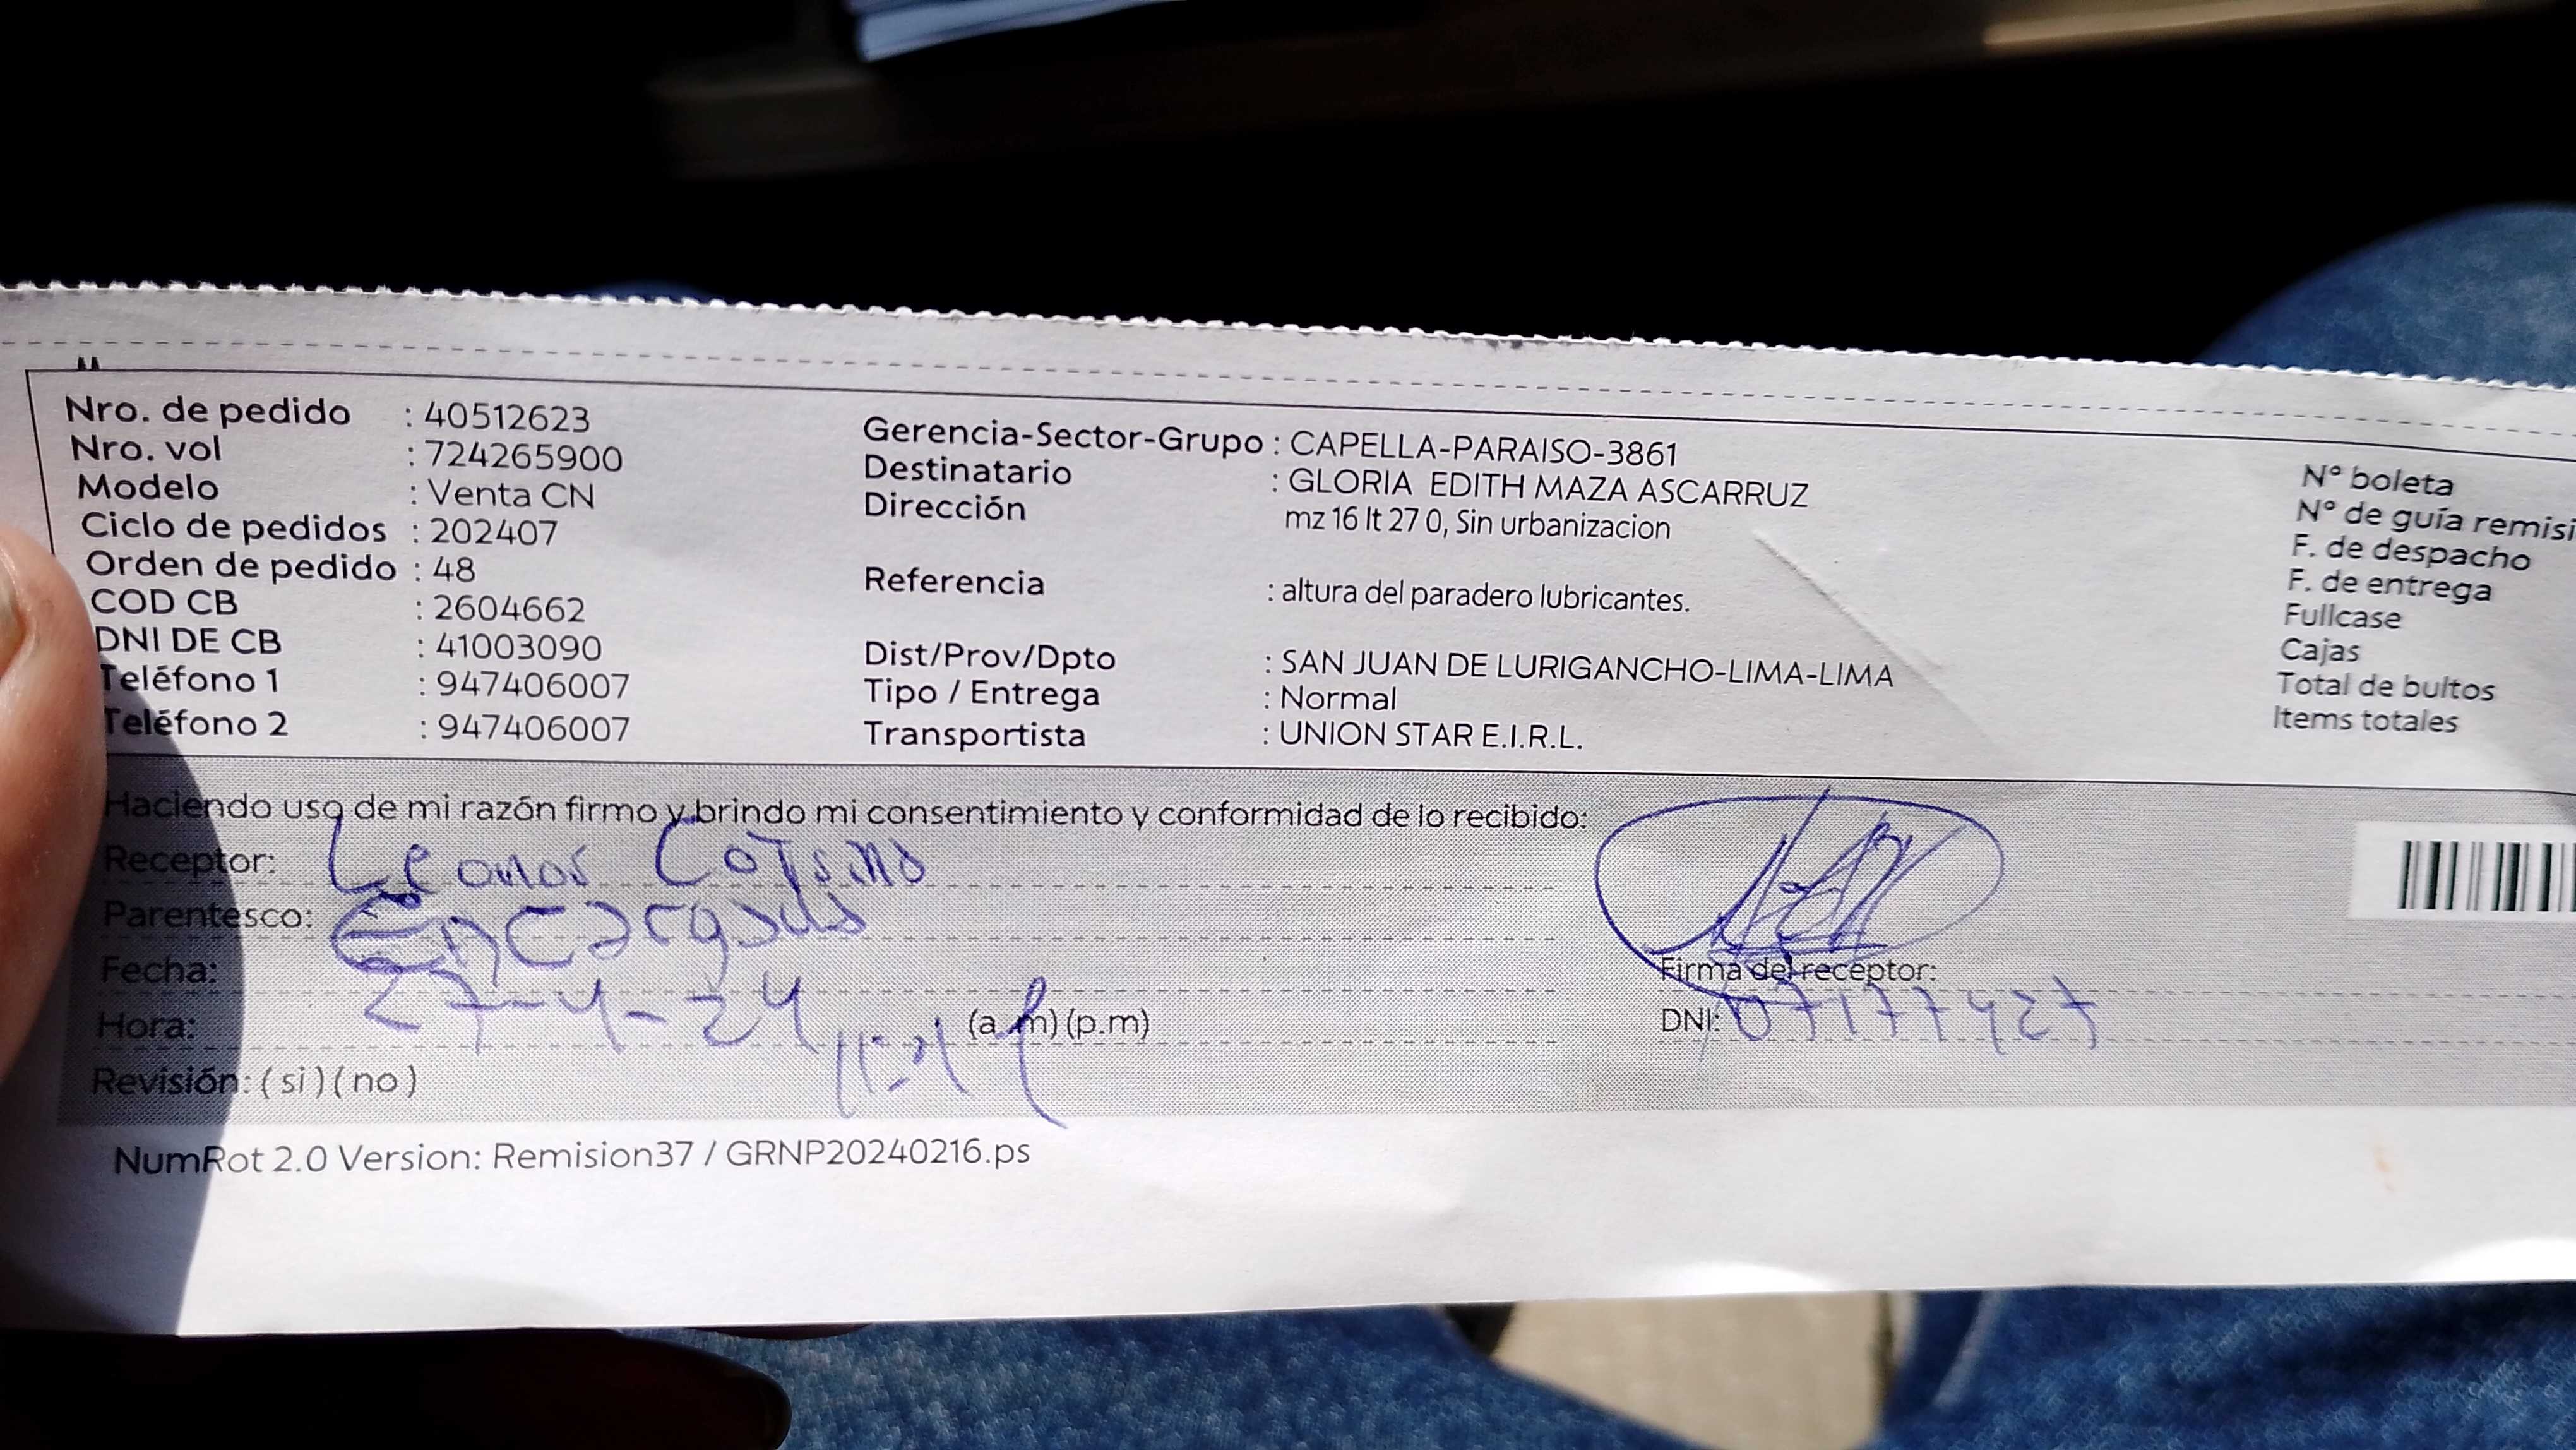 Nro. de pedido : 40512623
Nro. vol : 724265900
Modelo : Venta CN
Ciclo de pedidos : 202407
Orden de pedido : 48
COD CB : 2604662
DNI DE CB : 41003090
Teléfono 1 : 947406007
Teléfono 2 : 947406007
Gerencia-Sector-Grupo : CAPELLA-PARAISO-3861
Destinatario : GLORIA EDITH MAZA ASCARRUZ
Dirección mz 16 lt 27 0, Sin urbanizacion
Referencia : altura del paradero lubricantes.
Dist/Prov/Dpto : SAN JUAN DE LURIGANCHO-LIMA-LIMA
Tipo / Entrega : Normal
Transportista : UNION STAR E.I.R.L.
N° boleta
N° de guía remisi
F. de despacho
F. de entrega
Fullcase
Cajas
Total de bultos
Items totales
Haciendo uso de mi razón firmo y brindo mi consentimiento y conformidad de lo recibido:
Receptor: Leonor
Parentesco: Encargada
Fecha: 27-4-24
Hora: (a.m)(p.m)
Revisión: (si)(no)
Firma del receptor:
DNI: 07177427
NumRot 2.0 Version: Remision37 / GRNP20240216.ps